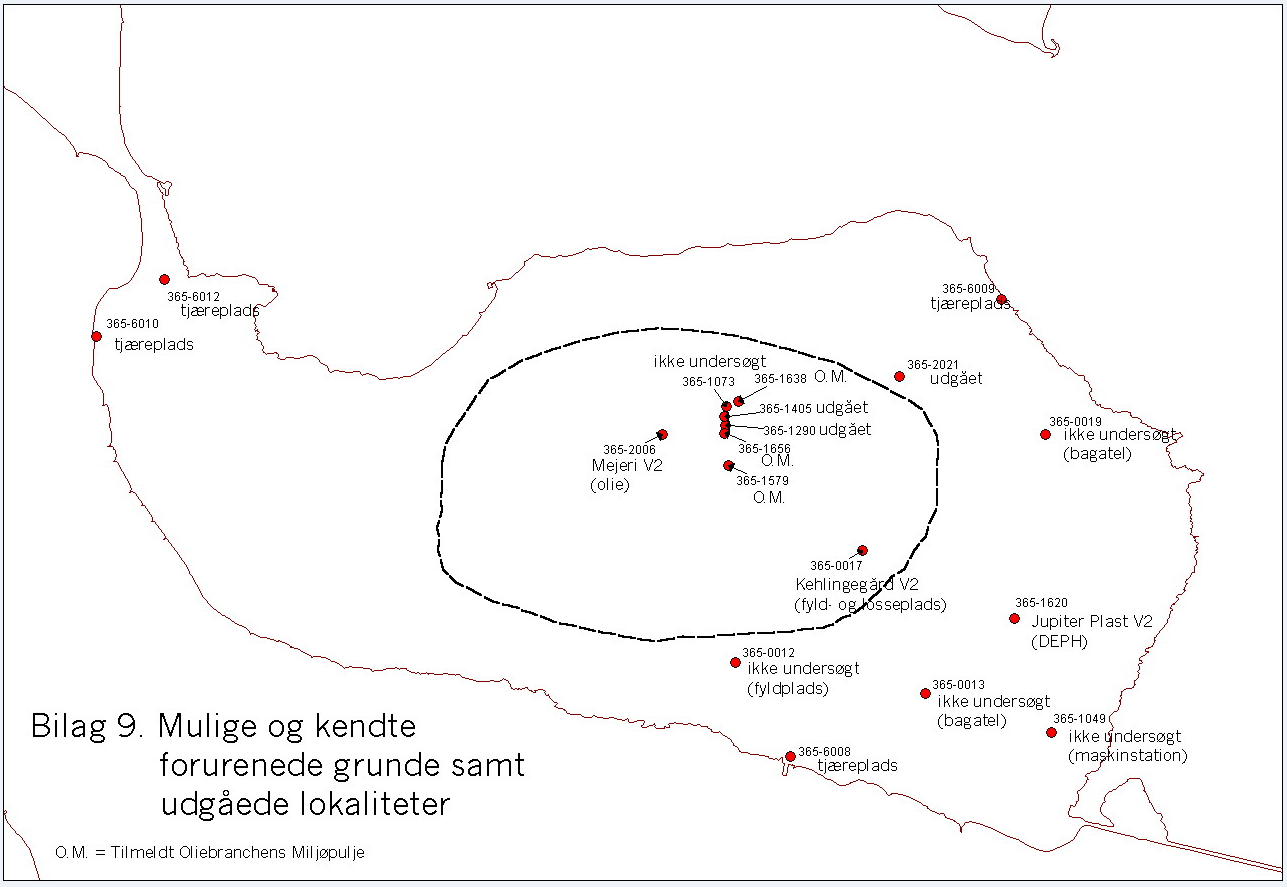 365-6012
tjæreplads
365-6010
tjæreplads
365-6009
tjæreplads
ikke undersøgt
365-1073
365-1638 O.M.
365-2021
udgået
365-1405 udgået
365-1290 udgået
365-0019
ikke undersøgt
(bagatel)
365-2006
Mejeri V2
(olie)
365-1656
O.M.
365-1579
O.M.
365-0017
Kehlingegård V2
(fyld- og losseplads)
365-1620
Jupiter Plast V2
(DEPH)
365-0012
ikke undersøgt
(fyldplads)
365-0013
ikke undersøgt
(bagatel)
365-1049
ikke undersøgt
(maskinstation)
365-6008
tjæreplads
Bilag 9. Mulige og kendte
forurenede grunde samt
udgåede lokaliteter
O.M. = Tilmeldt Oliebranchens Miljøpulje